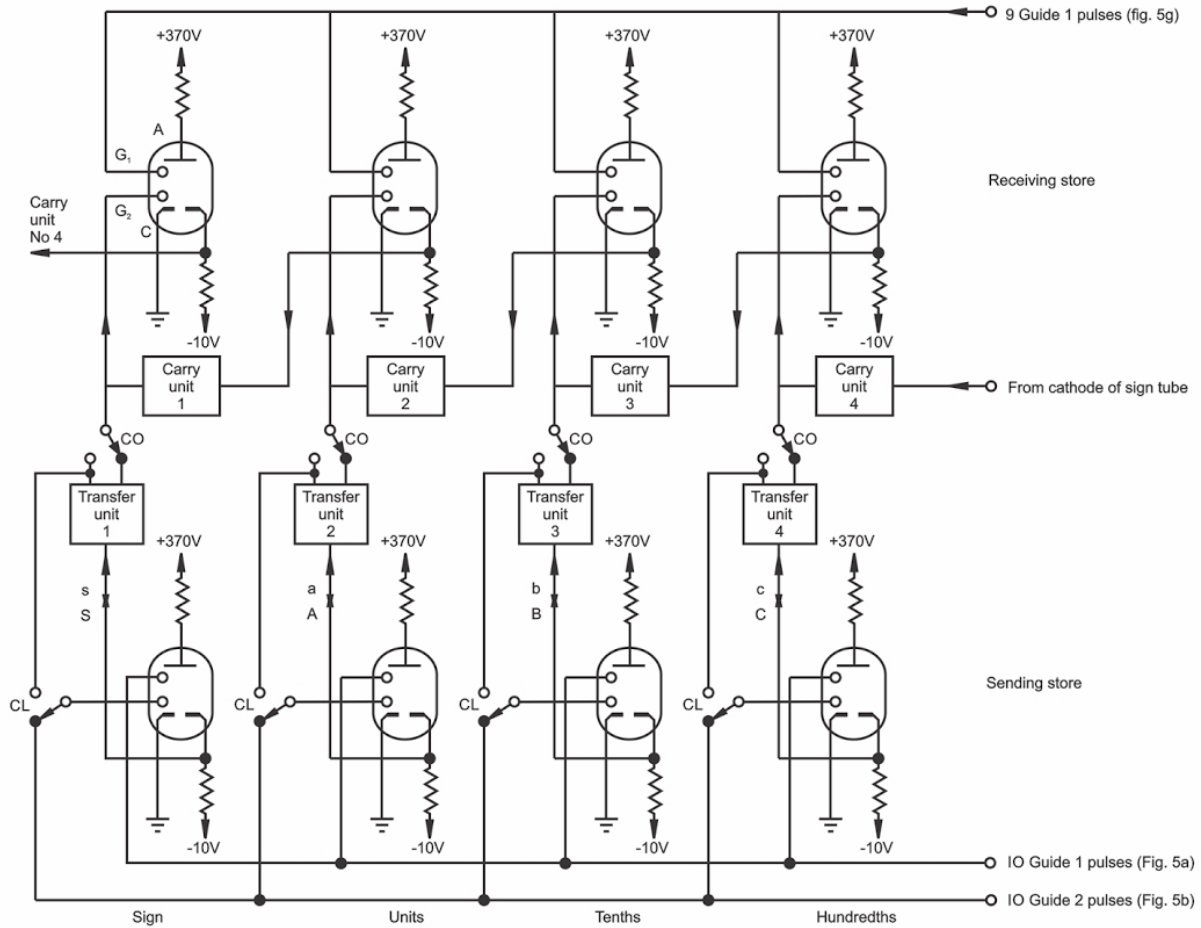 9 Guide 1 pulses (fig. 5g)
+370V +370V +370V +370V
A
G₁
Receiving store
Carry
unit
No 4
G₂
C
-10V -10V -10V -10V
Carry
unit
1
Carry
unit
2
Carry
unit
3
Carry
unit
4
From cathode of sign tube
CO CO CO CO
Transfer
unit
1
Transfer
unit
2
Transfer
unit
3
Transfer
unit
4
+370V +370V +370V +370V
s
S
a
A
b
B
c
C
Sending store
CL CL CL CL
-10V -10V -10V -10V
IO Guide 1 pulses (Fig. 5a)
IO Guide 2 pulses (Fig. 5b)
Sign Units Tenths Hundredths